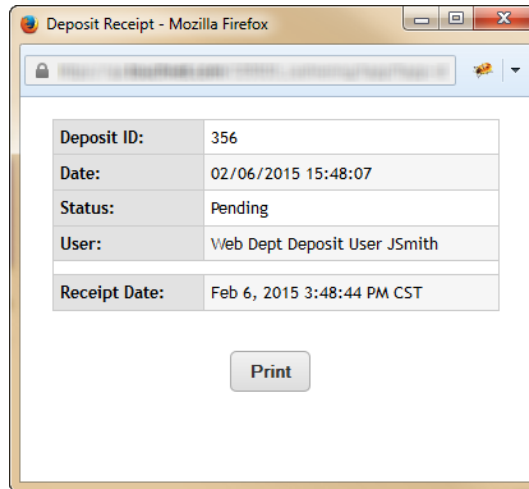 Deposit Receipt - Mozilla Firefox
Deposit ID: 356
Date: 02/06/2015 15:48:07
Status: Pending
User: Web Dept Deposit User JSmith
Receipt Date: Feb 6, 2015 3:48:44 PM CST
Print